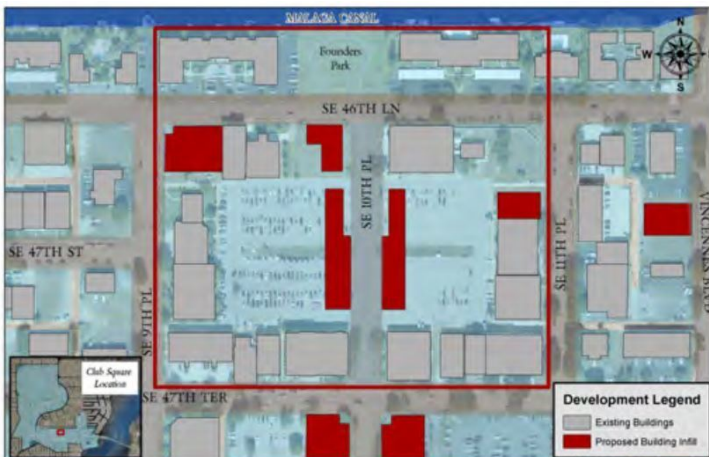 MALAGA CANAL
Founders
Park
N
W
E
S
SE 46TH LN
SE 10TH PL
SE 47TH ST
SE 11TH PL
VINCENNES BLVD
SE 9TH PL
Club Square
Location
SE 47TH TER
Development Legend
Existing Buildings
Proposed Building Infill